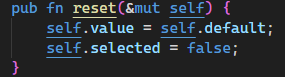 pub fn reset(&mut self) {
    self.value = self.default;
    self.selected = false;
}